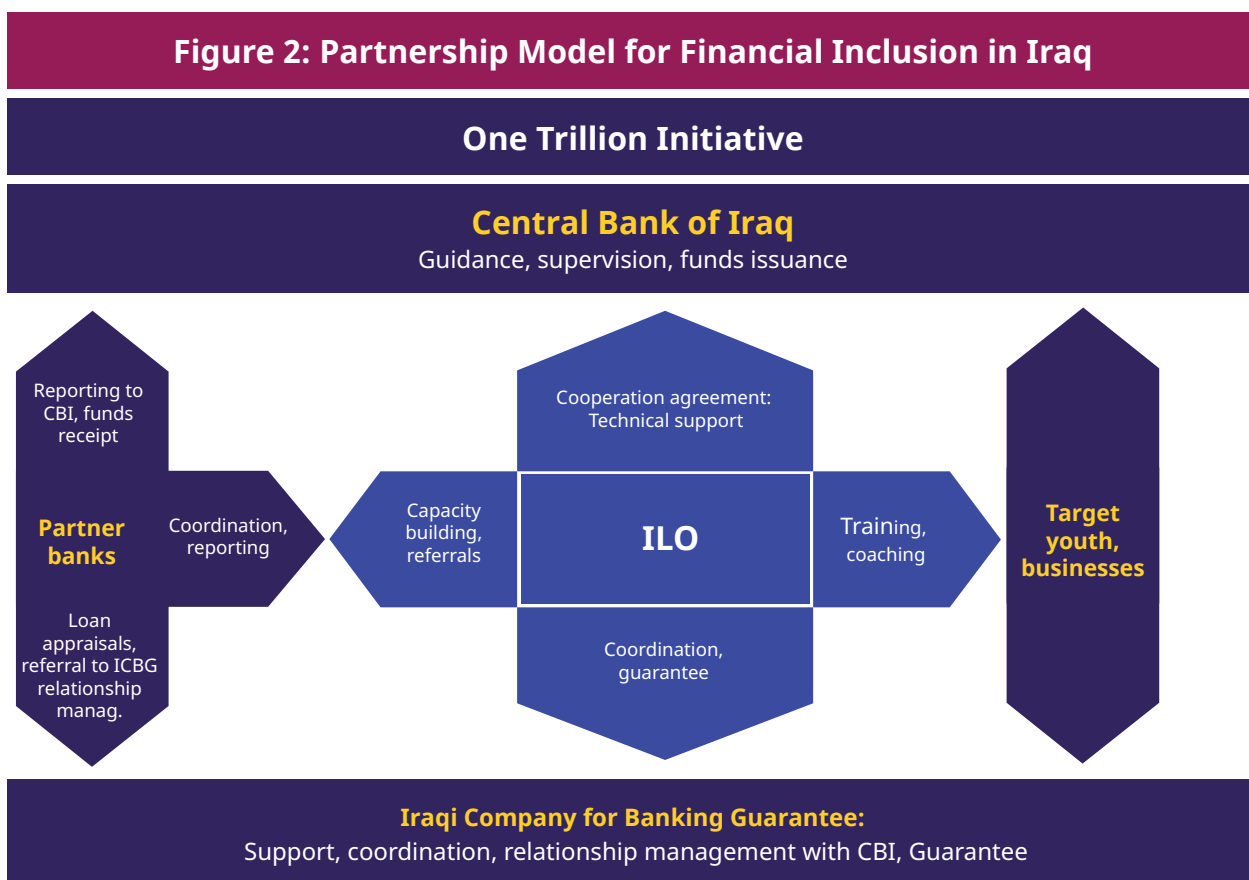 Figure 2: Partnership Model for Financial Inclusion in Iraq
One Trillion Initiative
Central Bank of Iraq
Guidance, supervision, funds issuance
Reporting to
CBI, funds
receipt
Partner
banks
Coordination,
reporting
Loan
appraisals,
referral to ICBG
relationship
manag.
Cooperation agreement:
Technical support
Capacity
building,
referrals
ILO
Training,
coaching
Coordination,
guarantee
Target
youth,
businesses
Iraqi Company for Banking Guarantee:
Support, coordination, relationship management with CBI, Guarantee